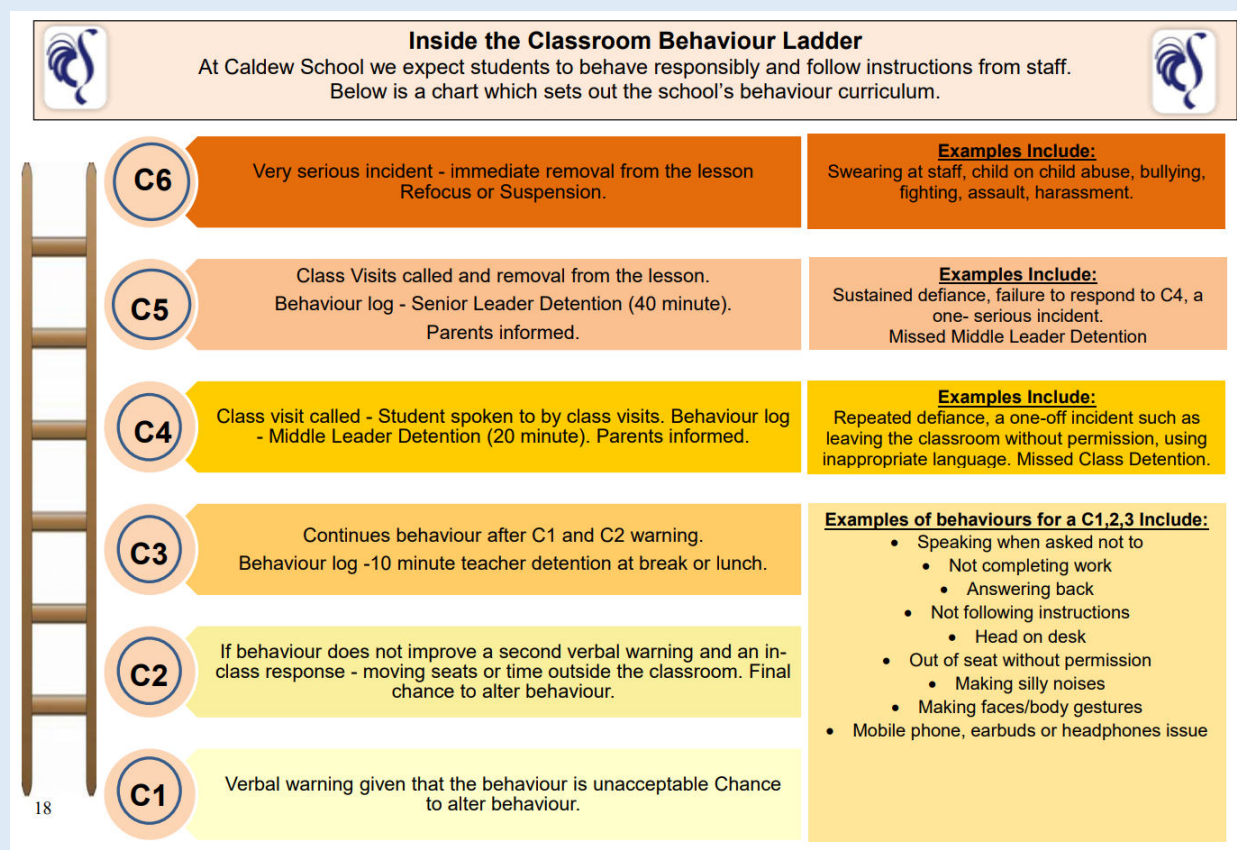 Inside the Classroom Behaviour Ladder
At Caldew School we expect students to behave responsibly and follow instructions from staff.
Below is a chart which sets out the school's behaviour curriculum.
C6
Very serious incident - immediate removal from the lesson
Refocus or Suspension.
Examples Include:
Swearing at staff, child on child abuse, bullying,
fighting, assault, harassment.
C5
Class Visits called and removal from the lesson.
Behaviour log - Senior Leader Detention (40 minute).
Parents informed.
Examples Include:
Sustained defiance, failure to respond to C4, a
one- serious incident.
Missed Middle Leader Detention
C4
Class visit called - Student spoken to by class visits. Behaviour log
- Middle Leader Detention (20 minute). Parents informed.
Examples Include:
Repeated defiance, a one-off incident such as
leaving the classroom without permission, using
inappropriate language. Missed Class Detention.
C3
Continues behaviour after C1 and C2 warning.
Behaviour log -10 minute teacher detention at break or lunch.
Examples of behaviours for a C1,2,3 Include:
• Speaking when asked not to
• Not completing work
• Answering back
• Not following instructions
• Head on desk
• Out of seat without permission
• Making silly noises
• Making faces/body gestures
• Mobile phone, earbuds or headphones issue
C2
If behaviour does not improve a second verbal warning and an in-
class response - moving seats or time outside the classroom. Final
chance to alter behaviour.
C1
Verbal warning given that the behaviour is unacceptable Chance
to alter behaviour.
18